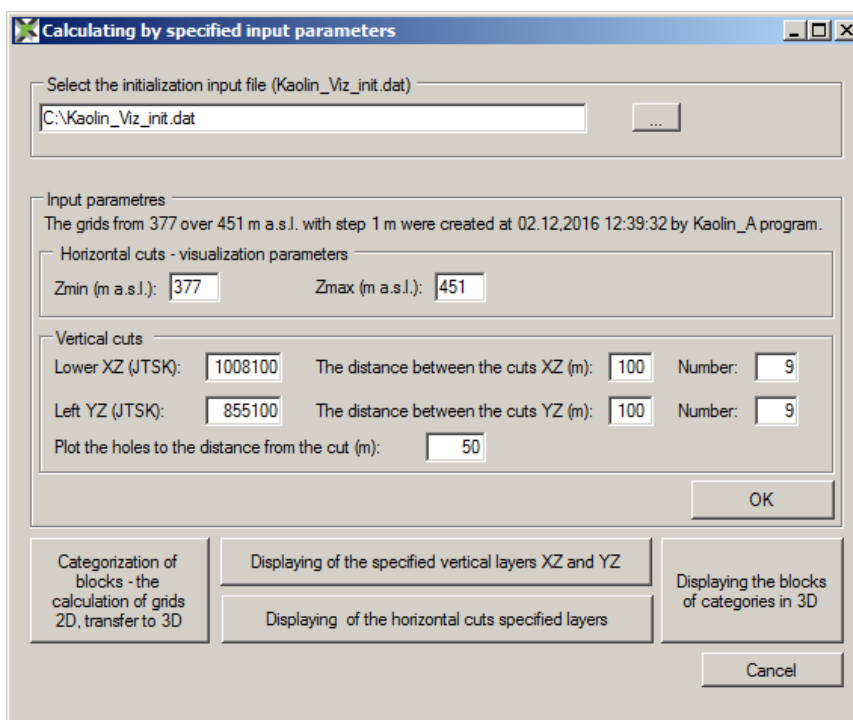 Calculating by specified input parameters
Select the initialization input file (Kaolin_Viz_init.dat)
C:\Kaolin_Viz_init.dat
...
Input parametres
The grids from 377 over 451 m a.s.l. with step 1 m were created at 02.12,2016 12:39:32 by Kaolin_A program.
Horizontal cuts - visualization parameters
Zmin (m a.s.l.): 377 Zmax (m a.s.l.): 451
Vertical cuts
Lower XZ (JTSK): 1008100 The distance between the cuts XZ (m): 100 Number: 9
Left YZ (JTSK): 855100 The distance between the cuts YZ (m): 100 Number: 9
Plot the holes to the distance from the cut (m): 50
OK
Categorization of
blocks - the
calculation of grids
2D, transfer to 3D
Displaying of the specified vertical layers XZ and YZ
Displaying of the horizontal cuts specified layers
Displaying the blocks
of categories in 3D
Cancel